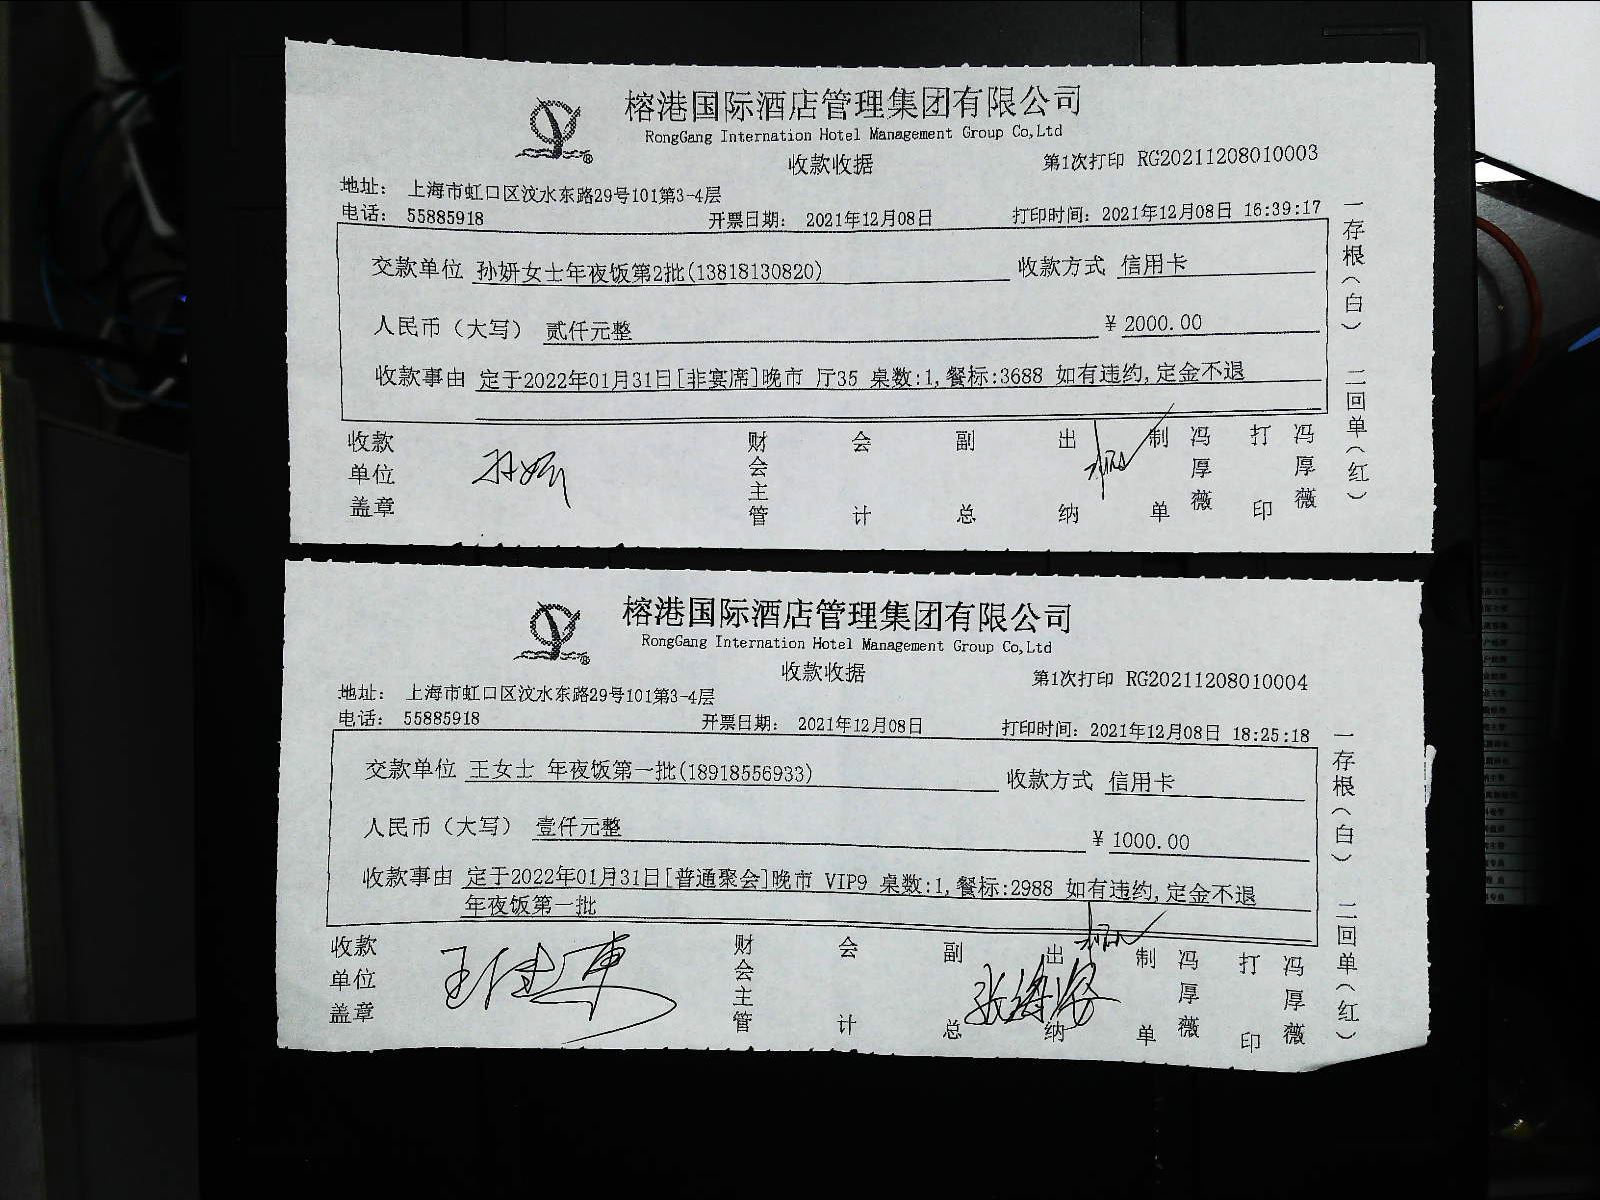 榕港国际酒店管理集团有限公司
RongGang Internation Hotel Management Group Co,Ltd
收款收据 第1次打印 RG20211208010003
地址： 上海市虹口区汶水东路29号101第3-4层
电话： 55885918 开票日期： 2021年12月08日 打印时间：2021年12月08日 16:39:17
交款单位 孙妍女士年夜饭第2批(13818130820) 收款方式 信用卡
人民币（大写） 贰仟元整 ¥ 2000.00
收款事由 定于2022年01月31日[非宴席]晚市 厅35 桌数:1,餐标:3688 如有违约,定金不退
收款单位盖章 孙妍 财会主管 会计 副总 出纳 制单 冯厚薇 打印 冯厚薇
一存根（白） 二回单（红）
榕港国际酒店管理集团有限公司
RongGang Internation Hotel Management Group Co,Ltd
收款收据 第1次打印 RG20211208010004
地址： 上海市虹口区汶水东路29号101第3-4层
电话： 55885918 开票日期： 2021年12月08日 打印时间：2021年12月08日 18:25:18
交款单位 王女士 年夜饭第一批(18918556933) 收款方式 信用卡
人民币（大写） 壹仟元整 ¥ 1000.00
收款事由 定于2022年01月31日[普通聚会]晚市 VIP9 桌数:1,餐标:2988 如有违约,定金不退
年夜饭第一批
收款单位盖章 财会主管 会计 副总 出纳 制单 冯厚薇 打印 冯厚薇
一存根（白） 二回单（红）